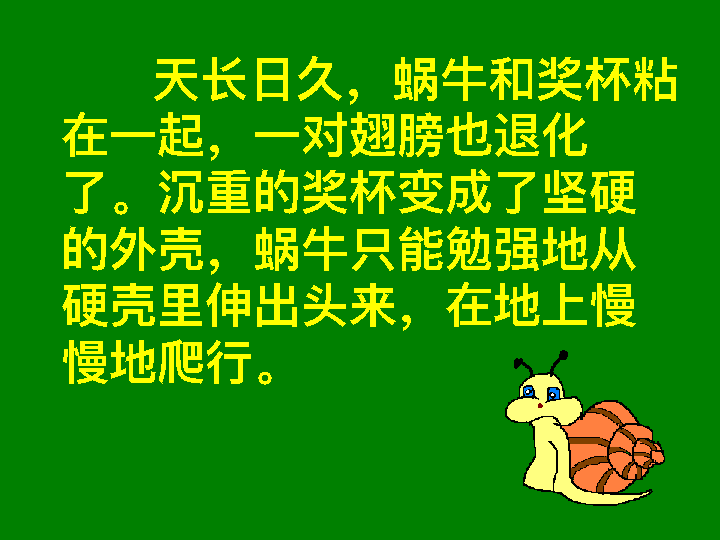 天长日久，蜗牛和奖杯粘
在一起，一对翅膀也退化
了。沉重的奖杯变成了坚硬
的外壳，蜗牛只能勉强地从
硬壳里伸出头来，在地上慢
慢地爬行。